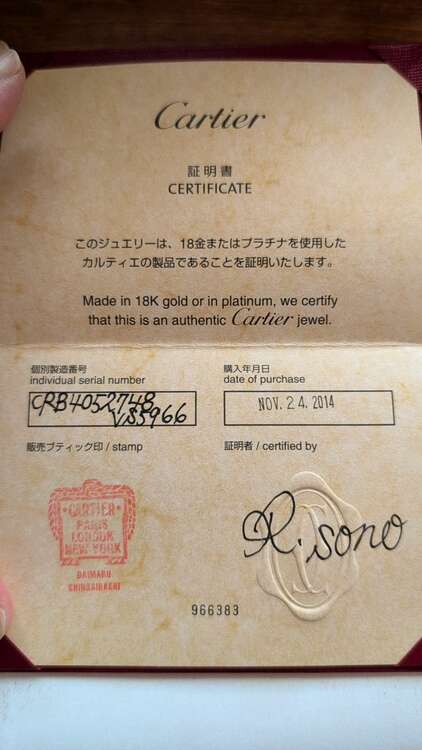 Cartier
証明書
CERTIFICATE
このジュエリーは、18金またはプラチナを使用した
カルティエの製品であることを証明いたします。
Made in 18K gold or in platinum, we certify
that this is an authentic Cartier jewel.
個別製造番号
individual serial number
CRB4052748
VS5966
購入年月日
date of purchase
NOV. 24. 2014
販売ブティック印 / stamp
証明者 / certified by
CARTIER
PARIS
LONDON
NEW YORK
DAIMARU
SHINSAIBASHI
R. Sono
966383